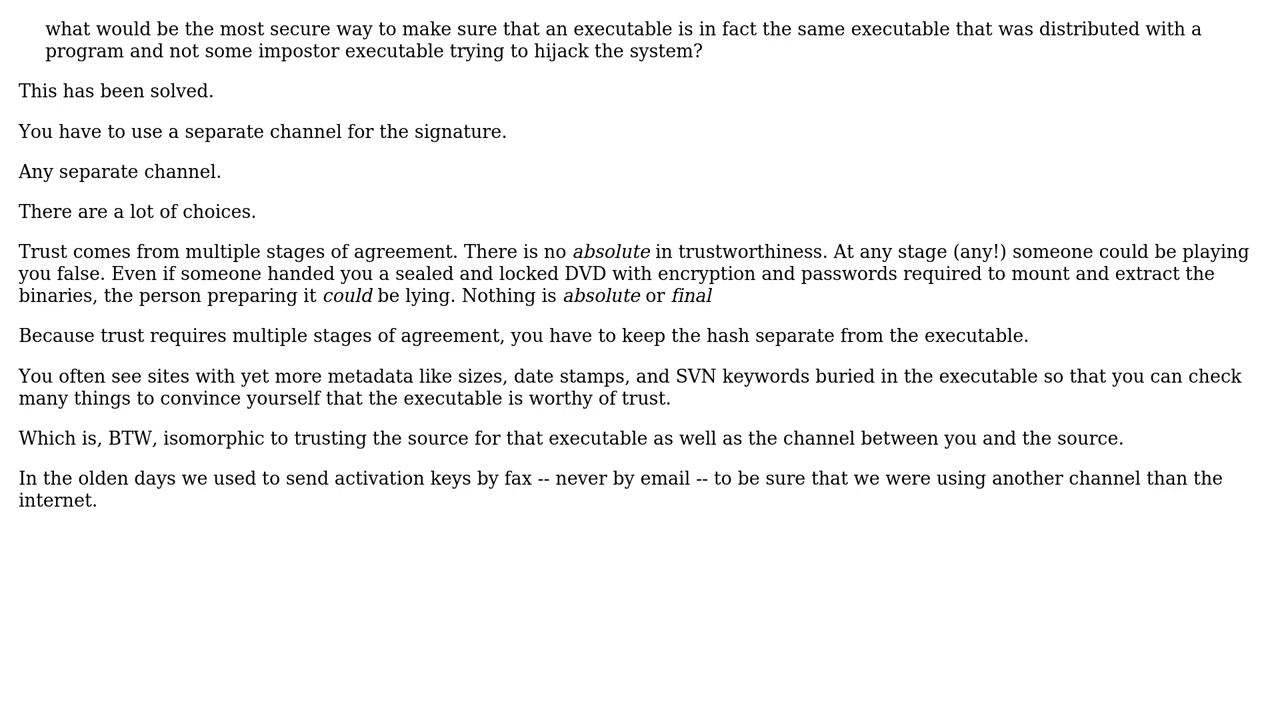 what would be the most secure way to make sure that an executable is in fact the same executable that was distributed with a
program and not some impostor executable trying to hijack the system?
This has been solved.
You have to use a separate channel for the signature.
Any separate channel.
There are a lot of choices.
Trust comes from multiple stages of agreement. There is no absolute in trustworthiness. At any stage (any!) someone could be playing
you false. Even if someone handed you a sealed and locked DVD with encryption and passwords required to mount and extract the
binaries, the person preparing it could be lying. Nothing is absolute or final
Because trust requires multiple stages of agreement, you have to keep the hash separate from the executable.
You often see sites with yet more metadata like sizes, date stamps, and SVN keywords buried in the executable so that you can check
many things to convince yourself that the executable is worthy of trust.
Which is, BTW, isomorphic to trusting the source for that executable as well as the channel between you and the source.
In the olden days we used to send activation keys by fax -- never by email -- to be sure that we were using another channel than the
internet.